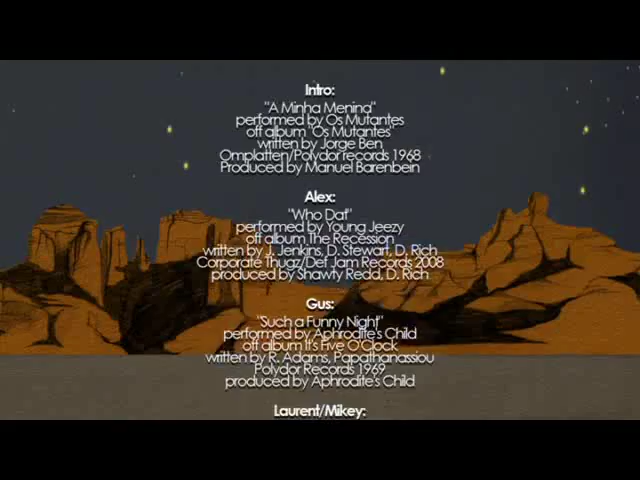 Intro:
"A Minha Menina"
performed by Os Mutantes
off album "Os Mutantes"
written by Jorge Ben
Omplatten/Polydor records 1968
Produced by Manuel Barenbein
Alex:
"Who Dat"
performed by Young Jeezy
off album The Recession
written by J. Jenkins, D. Stewart, D. Rich
Corporate Thugz/Def Jam Records 2008
produced by Shawty Redd, D. Rich
Gus:
"Such a Funny Night"
performed by Aphrodite's Child
off album It's Five O'Clock
written by R. Adams, Papathanassiou
Polydor Records 1969
produced by Aphrodite's Child
Laurent/Mikey: